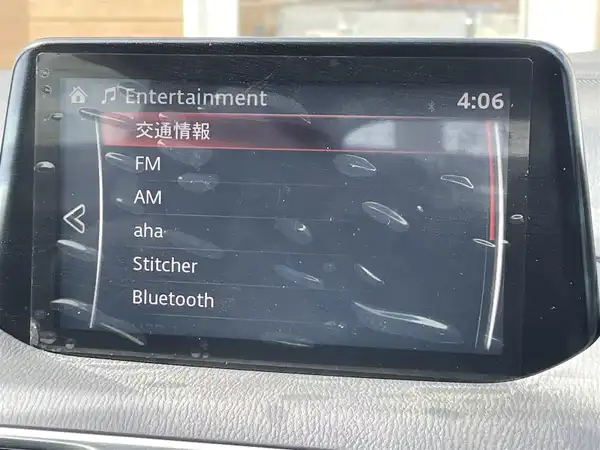 Entertainment
4:06
交通情報
FM
AM
aha
Stitcher
Bluetooth